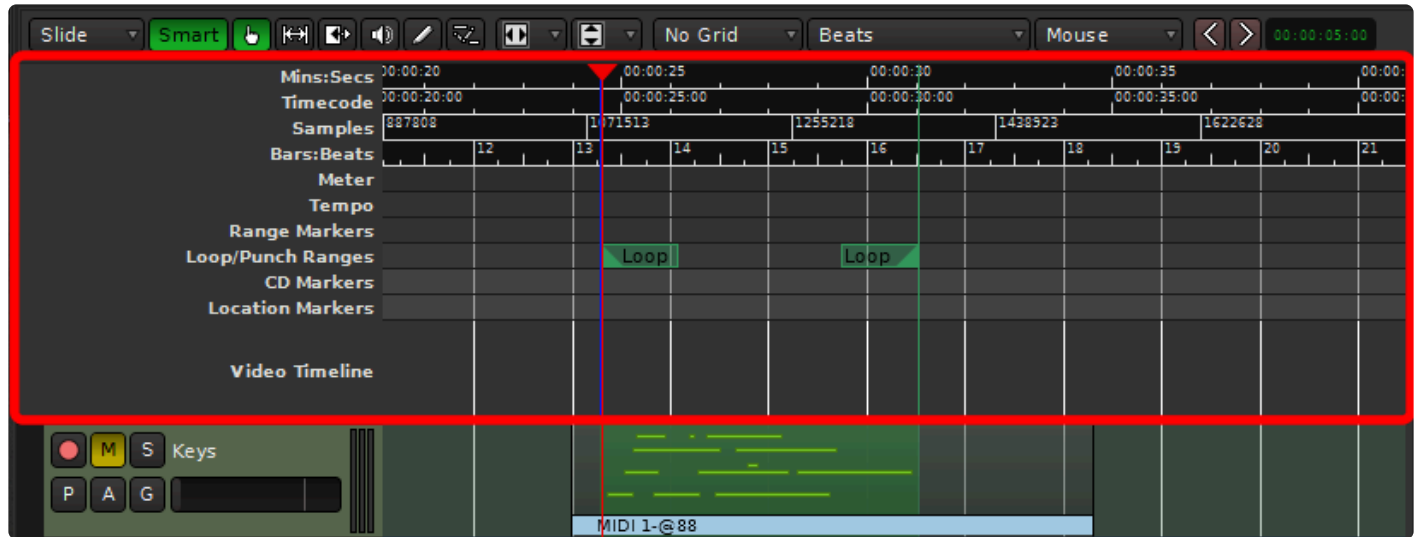 Slide Smart No Grid Beats Mouse 00:00:05:00
Mins:Secs 00:00:20 00:00:25 00:00:30 00:00:35 00:00:
Timecode 00:00:20:00 00:00:25:00 00:00:30:00 00:00:35:00 00:00:
Samples 887808 1071513 1255218 1438923 1622628
Bars:Beats 12 13 14 15 16 17 18 19 20 21
Meter
Tempo
Range Markers
Loop/Punch Ranges Loop Loop
CD Markers
Location Markers
Video Timeline
M S Keys
P A G
MIDI 1-@88